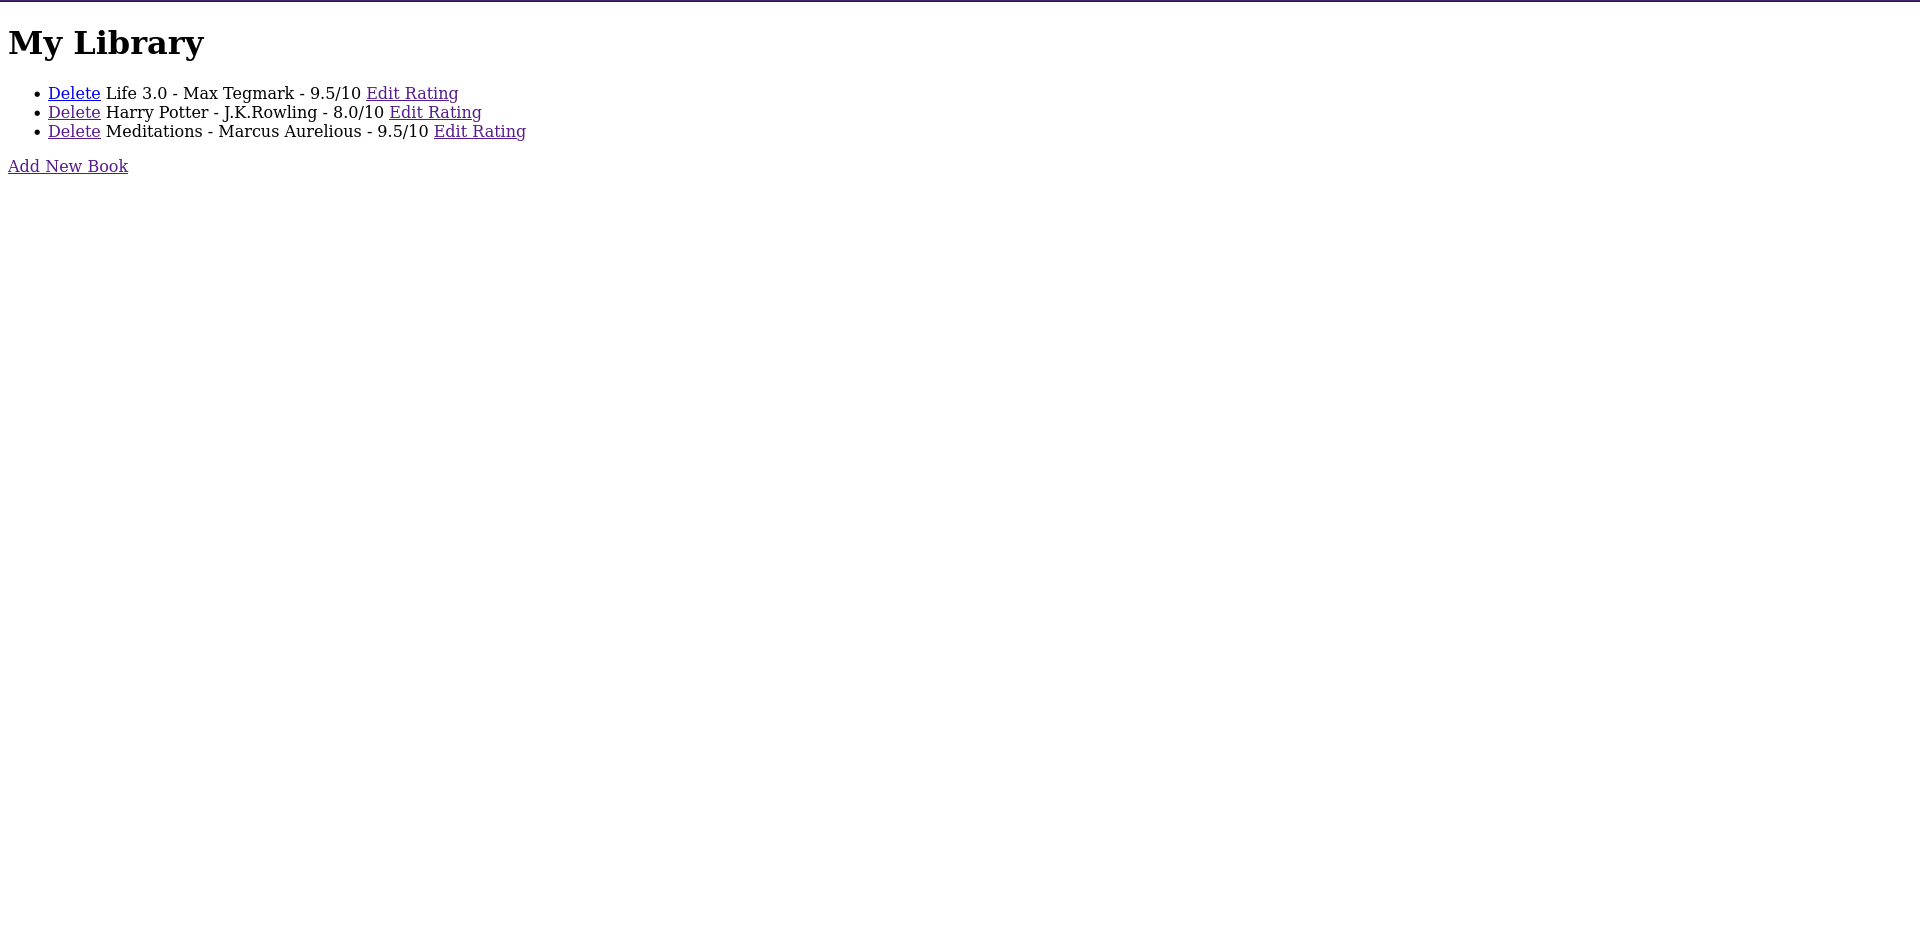 My Library
Delete Life 3.0 - Max Tegmark - 9.5/10 Edit Rating
Delete Harry Potter - J.K.Rowling - 8.0/10 Edit Rating
Delete Meditations - Marcus Aurelious - 9.5/10 Edit Rating
Add New Book